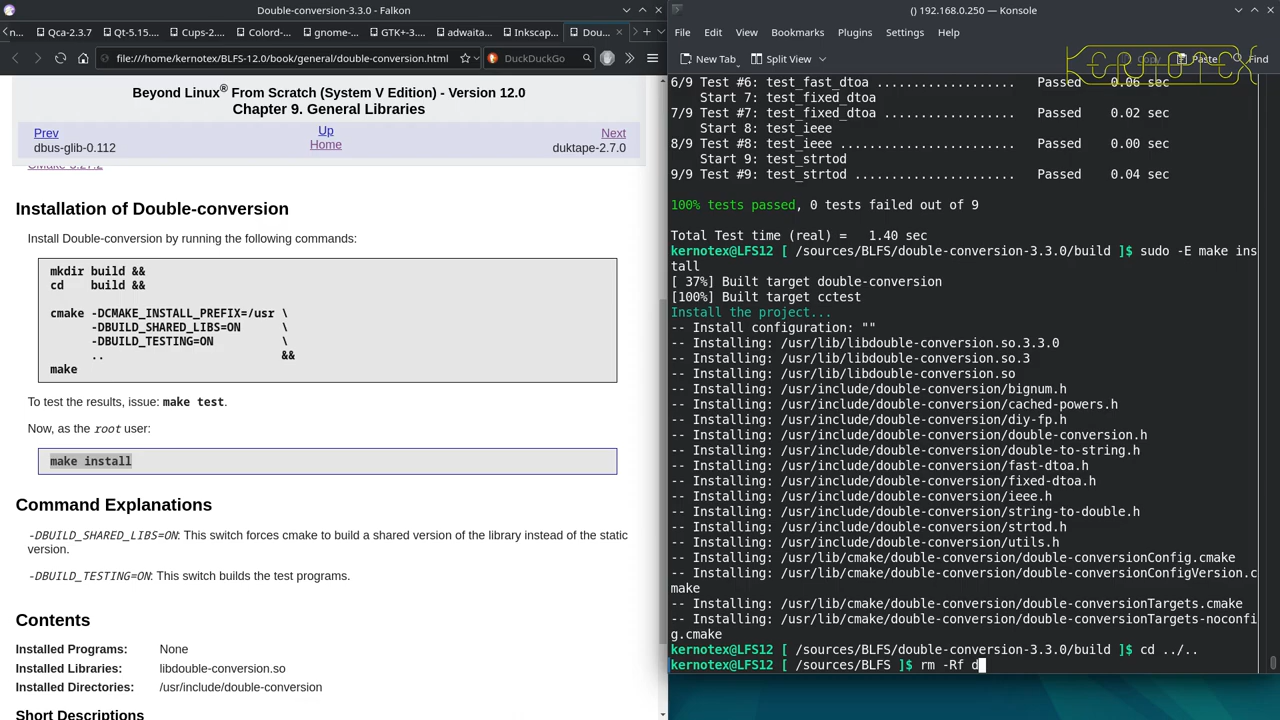 Double-conversion-3.3.0 - Falkon
n... Qca-2.3.7 Qt-5.15.... Cups-2.... Colord-... gnome-... GTK+-3.... adwaita... Inkscap... Dou...
file:///home/kernotex/BLFS-12.0/book/general/double-conversion.html DuckDuckGo
Beyond Linux® From Scratch (System V Edition) - Version 12.0
Chapter 9. General Libraries
Prev Up Next
dbus-glib-0.112 Home duktape-2.7.0
CMake-3.27.2
Installation of Double-conversion
Install Double-conversion by running the following commands:
mkdir build &&
cd    build &&
cmake -DCMAKE_INSTALL_PREFIX=/usr \
      -DBUILD_SHARED_LIBS=ON      \
      -DBUILD_TESTING=ON          \
      ..                          &&
make
To test the results, issue: make test.
Now, as the root user:
make install
Command Explanations
-DBUILD_SHARED_LIBS=ON: This switch forces cmake to build a shared version of the library instead of the static
version.
-DBUILD_TESTING=ON: This switch builds the test programs.
Contents
Installed Programs: None
Installed Libraries: libdouble-conversion.so
Installed Directories: /usr/include/double-conversion
Short Descriptions
() 192.168.0.250 — Konsole
File Edit View Bookmarks Plugins Settings Help
New Tab Split View Copy Paste Find
KERNOTEX
6/9 Test #6: test_fast_dtoa ..................   Passed    0.06 sec
    Start 7: test_fixed_dtoa
7/9 Test #7: test_fixed_dtoa .................   Passed    0.02 sec
    Start 8: test_ieee
8/9 Test #8: test_ieee .......................   Passed    0.00 sec
    Start 9: test_strtod
9/9 Test #9: test_strtod .....................   Passed    0.04 sec
100% tests passed, 0 tests failed out of 9
Total Test time (real) =   1.40 sec
kernotex@LFS12 [ /sources/BLFS/double-conversion-3.3.0/build ]$ sudo -E make ins
tall
[ 37%] Built target double-conversion
[100%] Built target cctest
Install the project...
-- Install configuration: ""
-- Installing: /usr/lib/libdouble-conversion.so.3.3.0
-- Installing: /usr/lib/libdouble-conversion.so.3
-- Installing: /usr/lib/libdouble-conversion.so
-- Installing: /usr/include/double-conversion/bignum.h
-- Installing: /usr/include/double-conversion/cached-powers.h
-- Installing: /usr/include/double-conversion/diy-fp.h
-- Installing: /usr/include/double-conversion/double-conversion.h
-- Installing: /usr/include/double-conversion/double-to-string.h
-- Installing: /usr/include/double-conversion/fast-dtoa.h
-- Installing: /usr/include/double-conversion/fixed-dtoa.h
-- Installing: /usr/include/double-conversion/ieee.h
-- Installing: /usr/include/double-conversion/string-to-double.h
-- Installing: /usr/include/double-conversion/strtod.h
-- Installing: /usr/include/double-conversion/utils.h
-- Installing: /usr/lib/cmake/double-conversion/double-conversionConfig.cmake
-- Installing: /usr/lib/cmake/double-conversion/double-conversionConfigVersion.c
make
-- Installing: /usr/lib/cmake/double-conversion/double-conversionTargets.cmake
-- Installing: /usr/lib/cmake/double-conversion/double-conversionTargets-noconfi
g.cmake
kernotex@LFS12 [ /sources/BLFS/double-conversion-3.3.0/build ]$ cd ../..
kernotex@LFS12 [ /sources/BLFS ]$ rm -Rf d